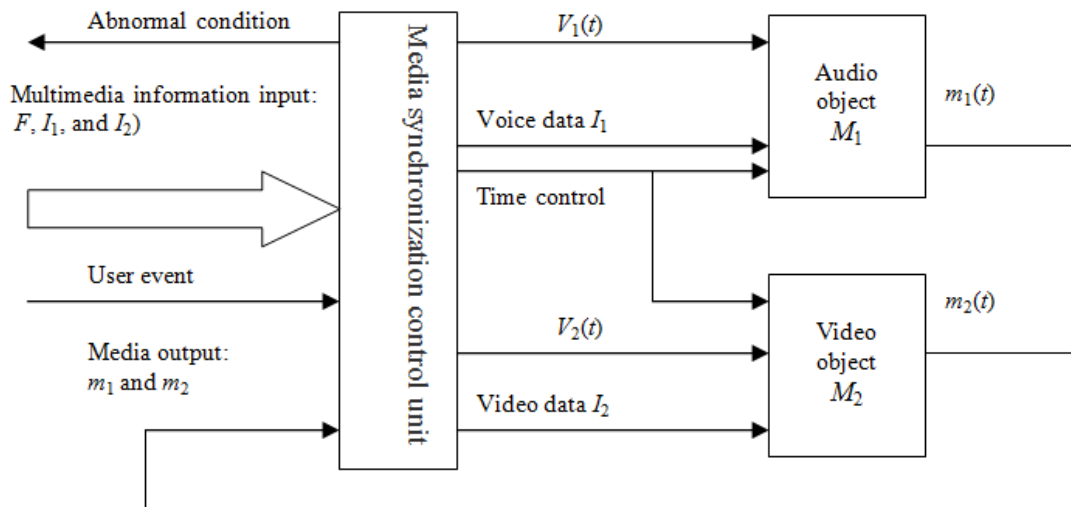 Abnormal condition
Multimedia information input:
F, I1, and I2)
User event
Media output:
m1 and m2
Media synchronization control unit
V1(t)
Voice data I1
Time control
V2(t)
Video data I2
Audio
object
M1
m1(t)
Video
object
M2
m2(t)